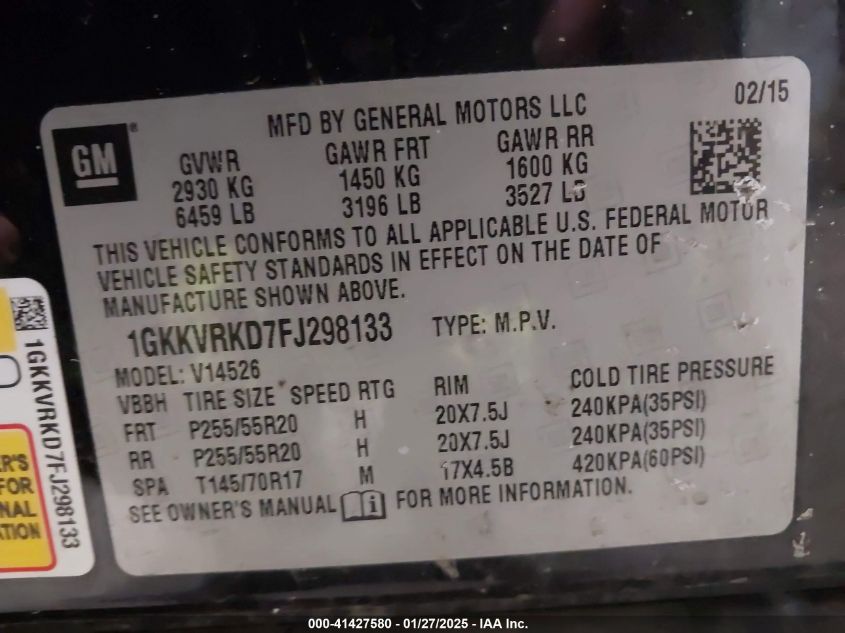 02/15
MFD BY GENERAL MOTORS LLC
GM
®
GVWR GAWR FRT GAWR RR
2930 KG 1450 KG 1600 KG
6459 LB 3196 LB 3527 LB
THIS VEHICLE CONFORMS TO ALL APPLICABLE U.S. FEDERAL MOTOR
VEHICLE SAFETY STANDARDS IN EFFECT ON THE DATE OF
MANUFACTURE SHOWN ABOVE.
1GKKVRKD7FJ298133 TYPE: M.P.V.
MODEL: V14526
VBBH TIRE SIZE SPEED RTG RIM COLD TIRE PRESSURE
FRT P255/55R20 H 20X7.5J 240KPA(35PSI)
RR P255/55R20 H 20X7.5J 240KPA(35PSI)
SPA T145/70R17 M 17X4.5B 420KPA(60PSI)
SEE OWNER'S MANUAL i FOR MORE INFORMATION.
1GKKVRKD7FJ298133
ER'S
FOR
NAL
ATION
000-41427580 - 01/27/2025 - IAA Inc.